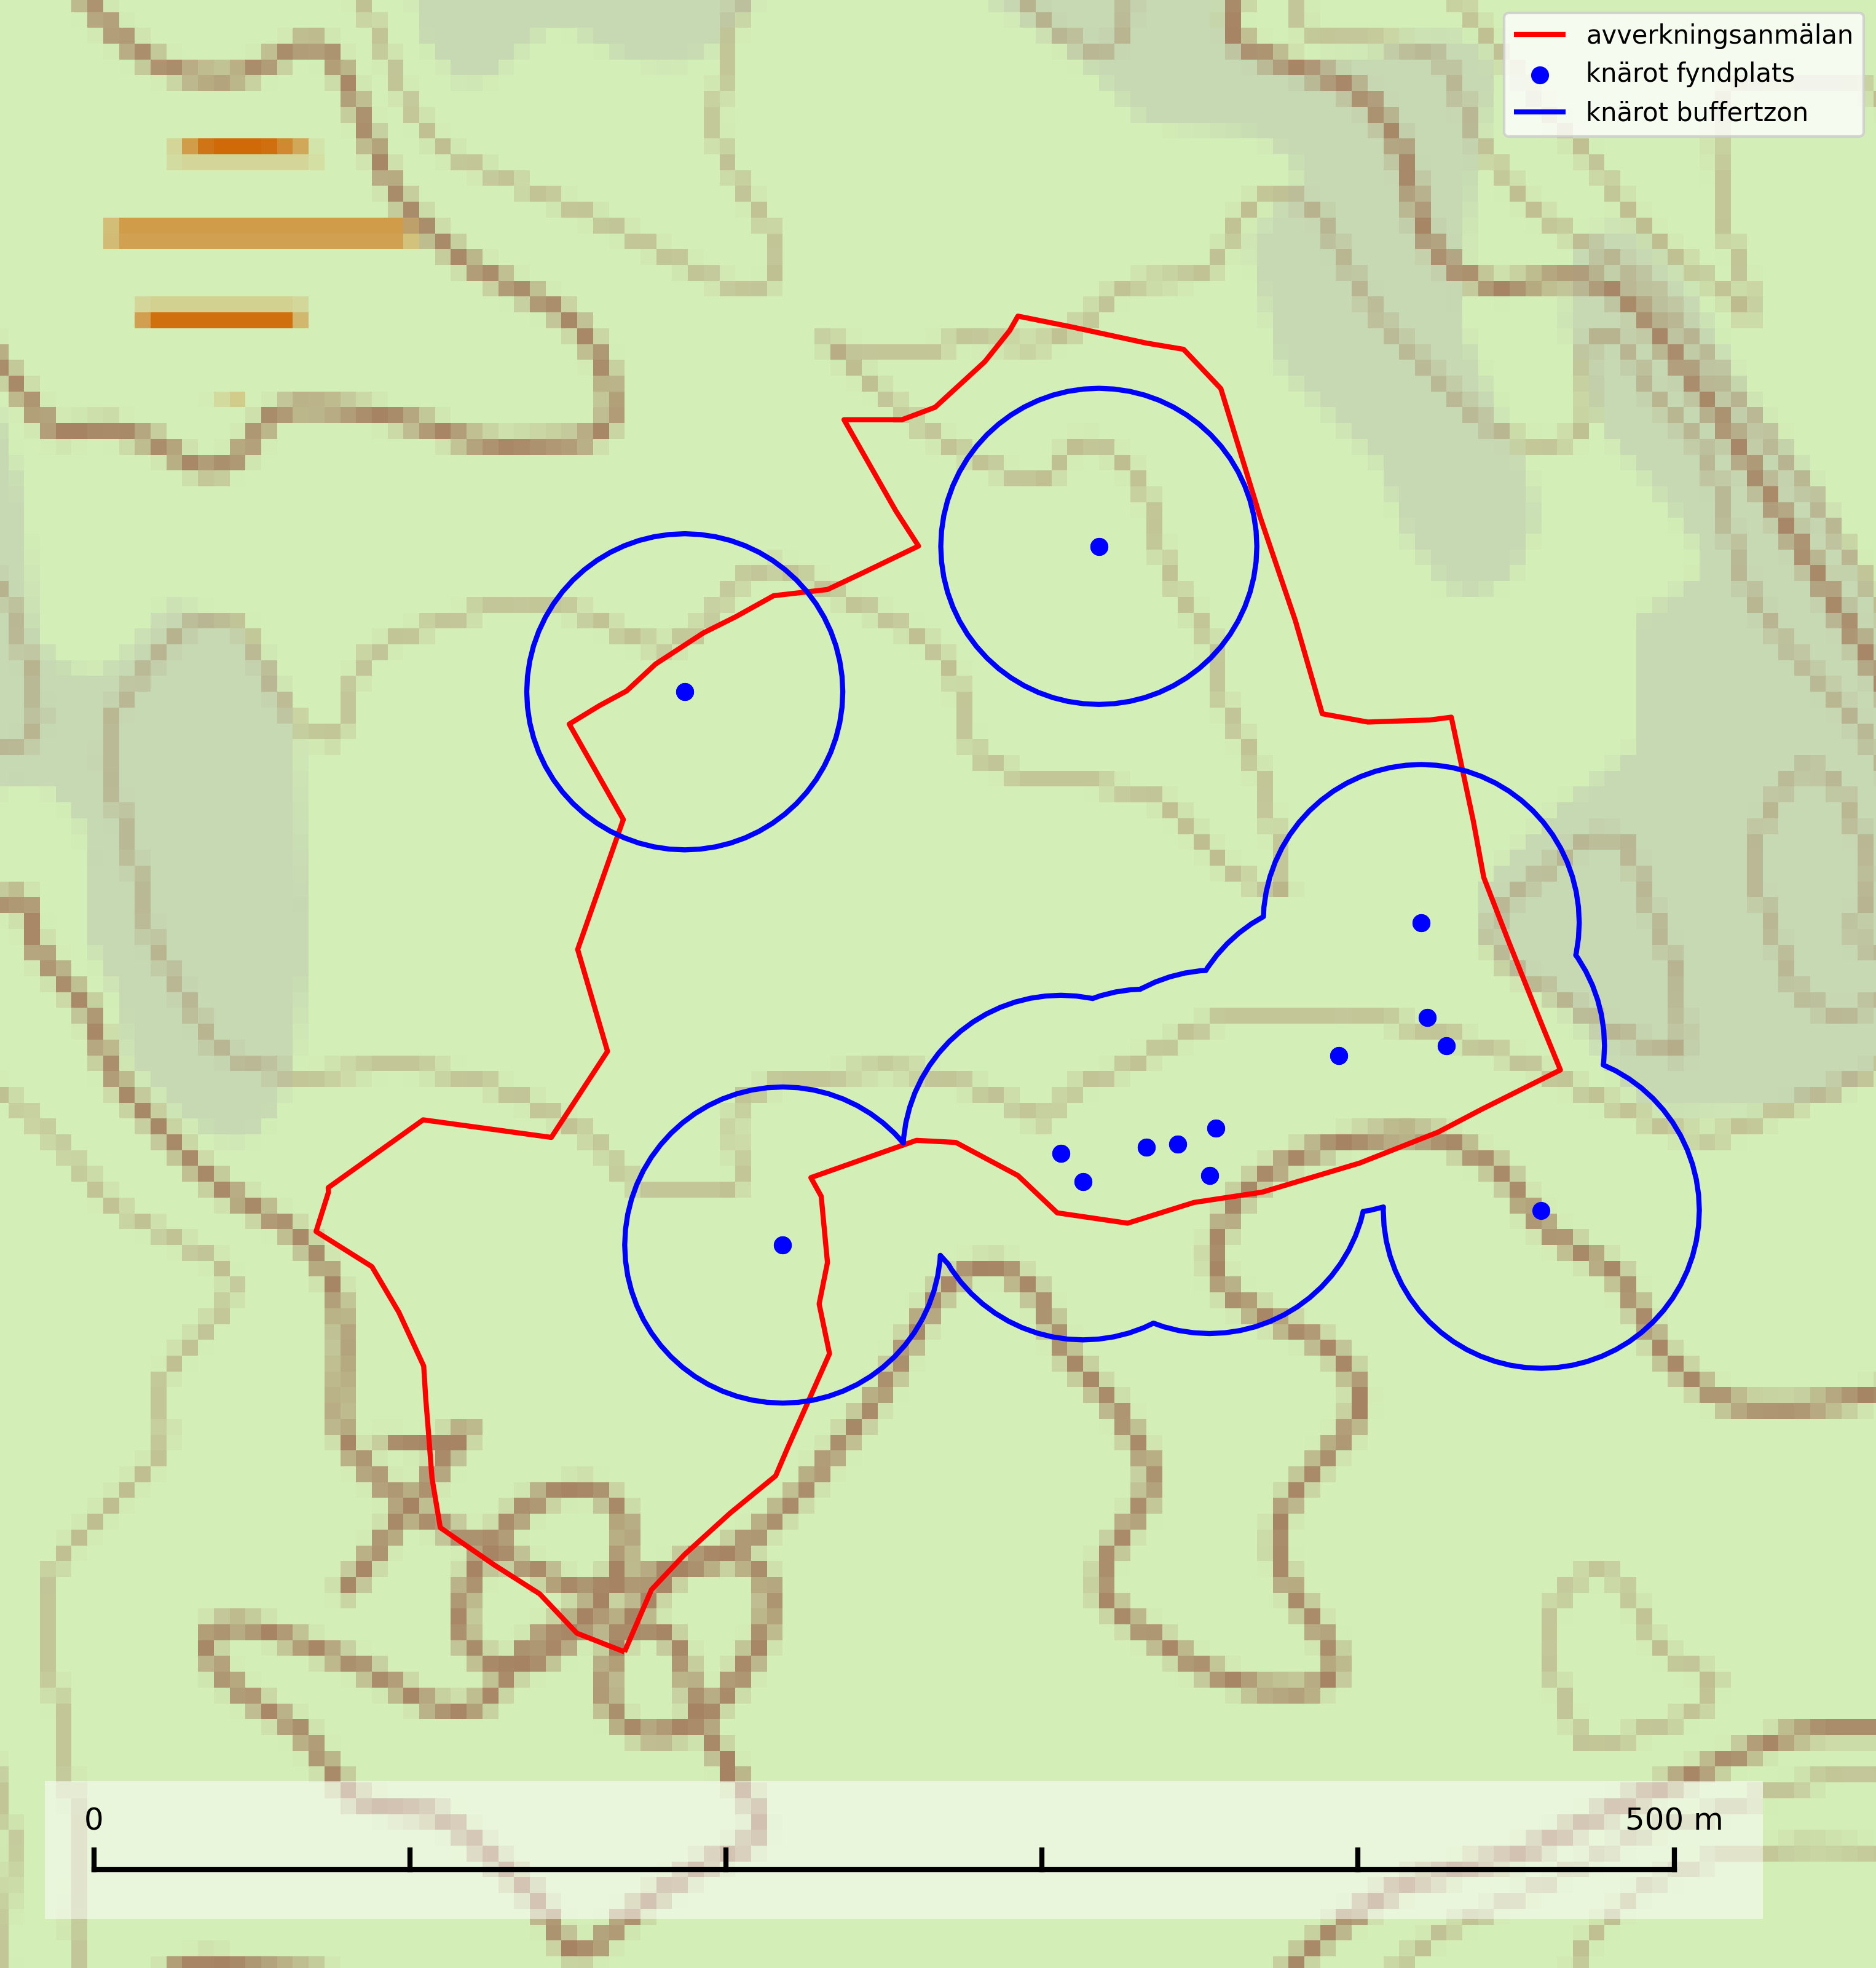 avverkningsanmälan
knärot fyndplats
knärot buffertzon
0
500 m